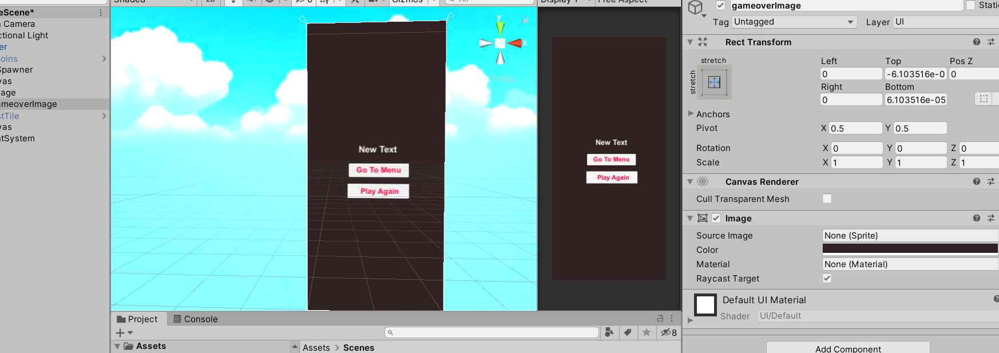 Shaded 2D 0 Gizmos All Display 1 Free Aspect
eScene*
Camera
ctional Light
er
oins
Spawner
vas
age
ameoverImage
stTile
vas
ntSystem
y
x
Persp
New Text
Go To Menu
Play Again
New Text
Go To Menu
Play Again
gameoverImage Stati
Tag Untagged Layer UI
Rect Transform
stretch
stretch
Left Top Pos Z
0 -6.103516e-0 0
Right Bottom
0 6.103516e-05
Anchors
Pivot X 0.5 Y 0.5
Rotation X 0 Y 0 Z 0
Scale X 1 Y 1 Z 1
Canvas Renderer
Cull Transparent Mesh
Image
Source Image None (Sprite)
Color
Material None (Material)
Raycast Target
Default UI Material
Shader UI/Default
Add Component
Project Console
8
Assets
Assets > Scenes